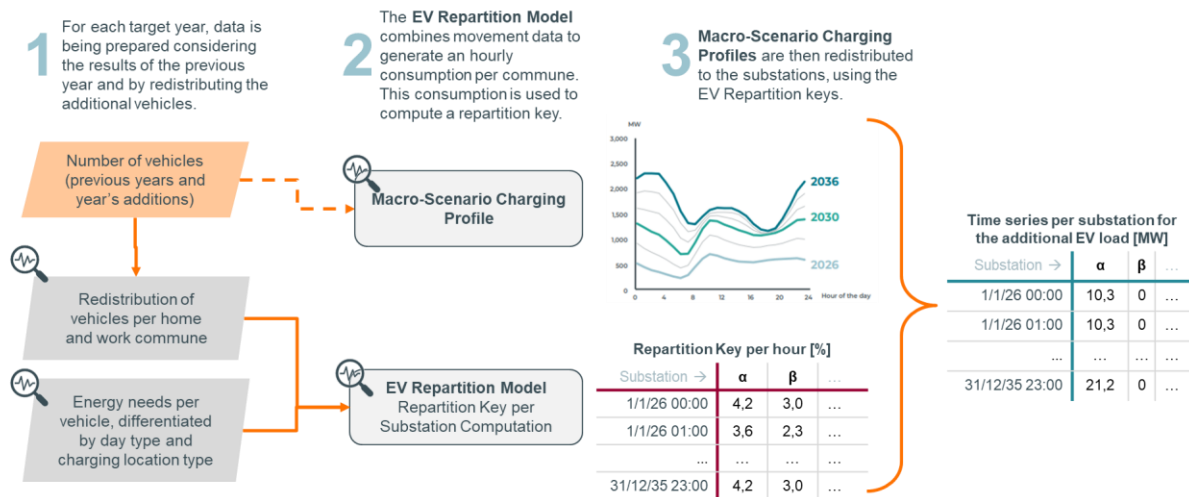 1
For each target year, data is
being prepared considering
the results of the previous
year and by redistributing the
additional vehicles.
2
The EV Repartition Model
combines movement data to
generate an hourly
consumption per commune.
This consumption is used to
compute a repartition key.
3
Macro-Scenario Charging
Profiles are then redistributed
to the substations, using the
EV Repartition keys.
Number of vehicles
(previous years and
year's additions)
Macro-Scenario Charging
Profile
Redistribution of
vehicles per home
and work commune
Energy needs per
vehicle, differentiated
by day type and
charging location type
EV Repartition Model
Repartition Key per
Substation Computation
MW
3,000
2,500
2,000
1,500
1,000
500
0
2036
2030
2026
0 4 8 12 16 20 24 Hour of the day
Repartition Key per hour [%]
Substation → α β ...
1/1/26 00:00 4,2 3,0 ...
1/1/26 01:00 3,6 2,3 ...
... ... ... ...
31/12/35 23:00 4,2 3,0 ...
Time series per substation for
the additional EV load [MW]
Substation → α β ...
1/1/26 00:00 10,3 0 ...
1/1/26 01:00 10,3 0 ...
... ... ... ...
31/12/35 23:00 21,2 0 ...